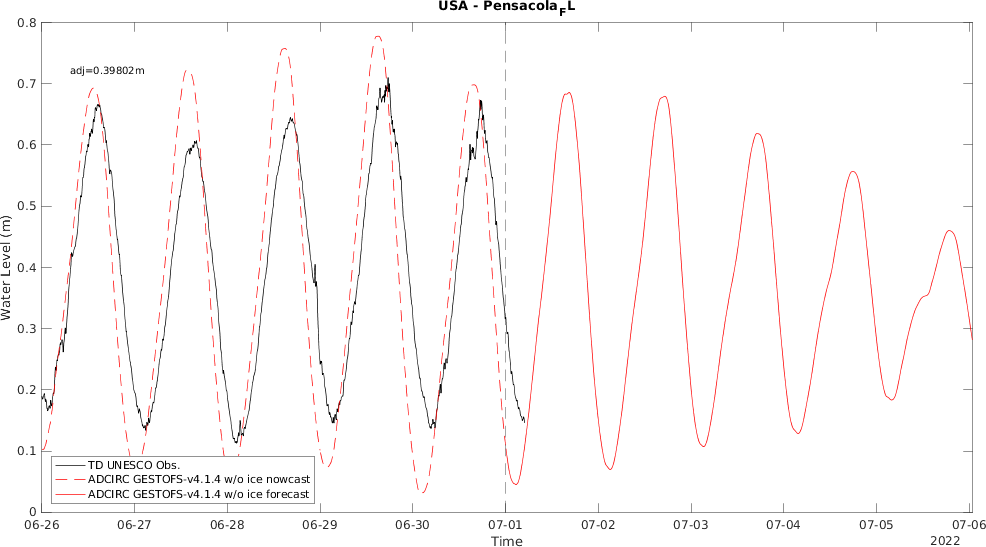 USA - Pensacola_FL
0.8
0.7
0.6
0.5
0.4
0.3
0.2
0.1
0
Water Level (m)
adj=0.39802m
TD UNESCO Obs.
ADCIRC GESTOFS-v4.1.4 w/o ice nowcast
ADCIRC GESTOFS-v4.1.4 w/o ice forecast
06-26 06-27 06-28 06-29 06-30 07-01 07-02 07-03 07-04 07-05 07-06
Time
2022